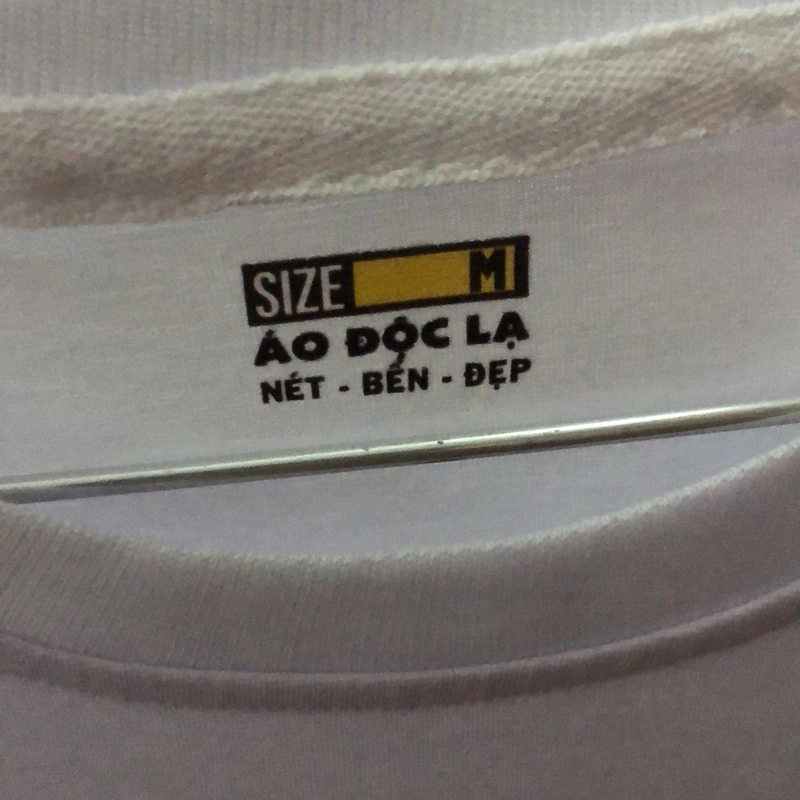 SIZE M
ÁO ĐỘC LẠ
NÉT - BỀN - ĐẸP